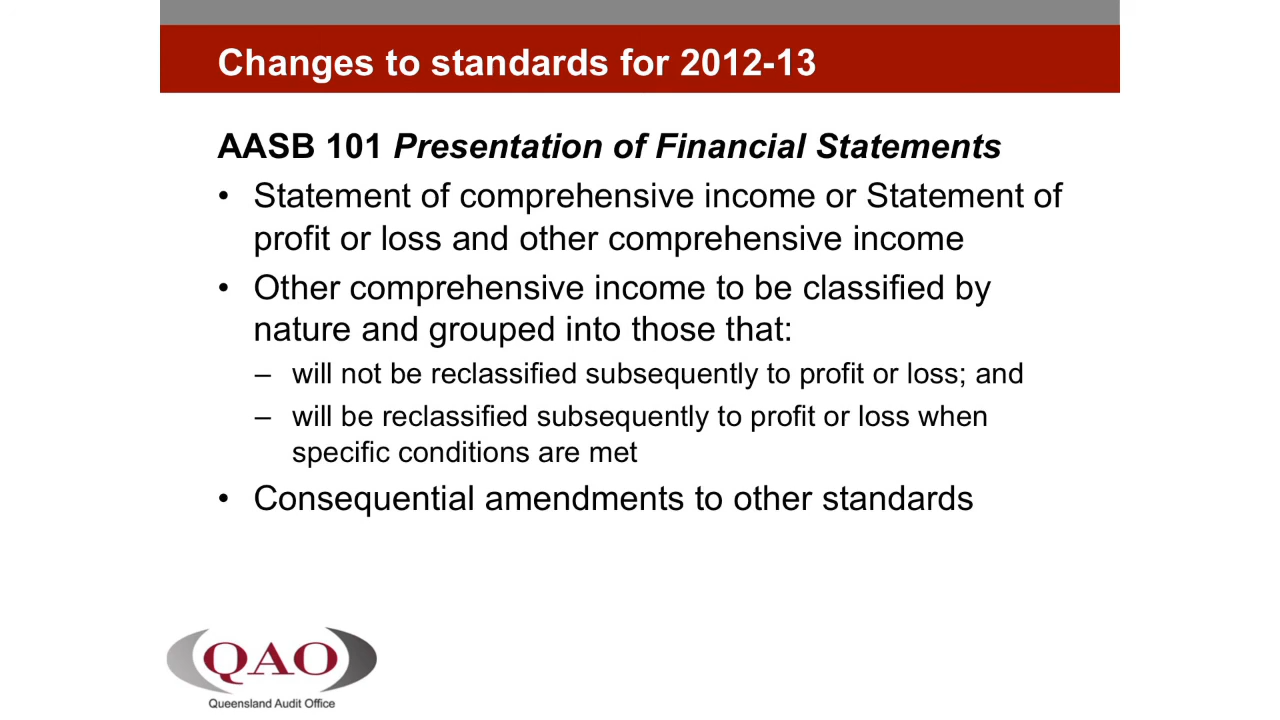 Changes to standards for 2012-13
AASB 101 Presentation of Financial Statements
• Statement of comprehensive income or Statement of
profit or loss and other comprehensive income
• Other comprehensive income to be classified by
nature and grouped into those that:
– will not be reclassified subsequently to profit or loss; and
– will be reclassified subsequently to profit or loss when
specific conditions are met
• Consequential amendments to other standards
QAO
Queensland Audit Office